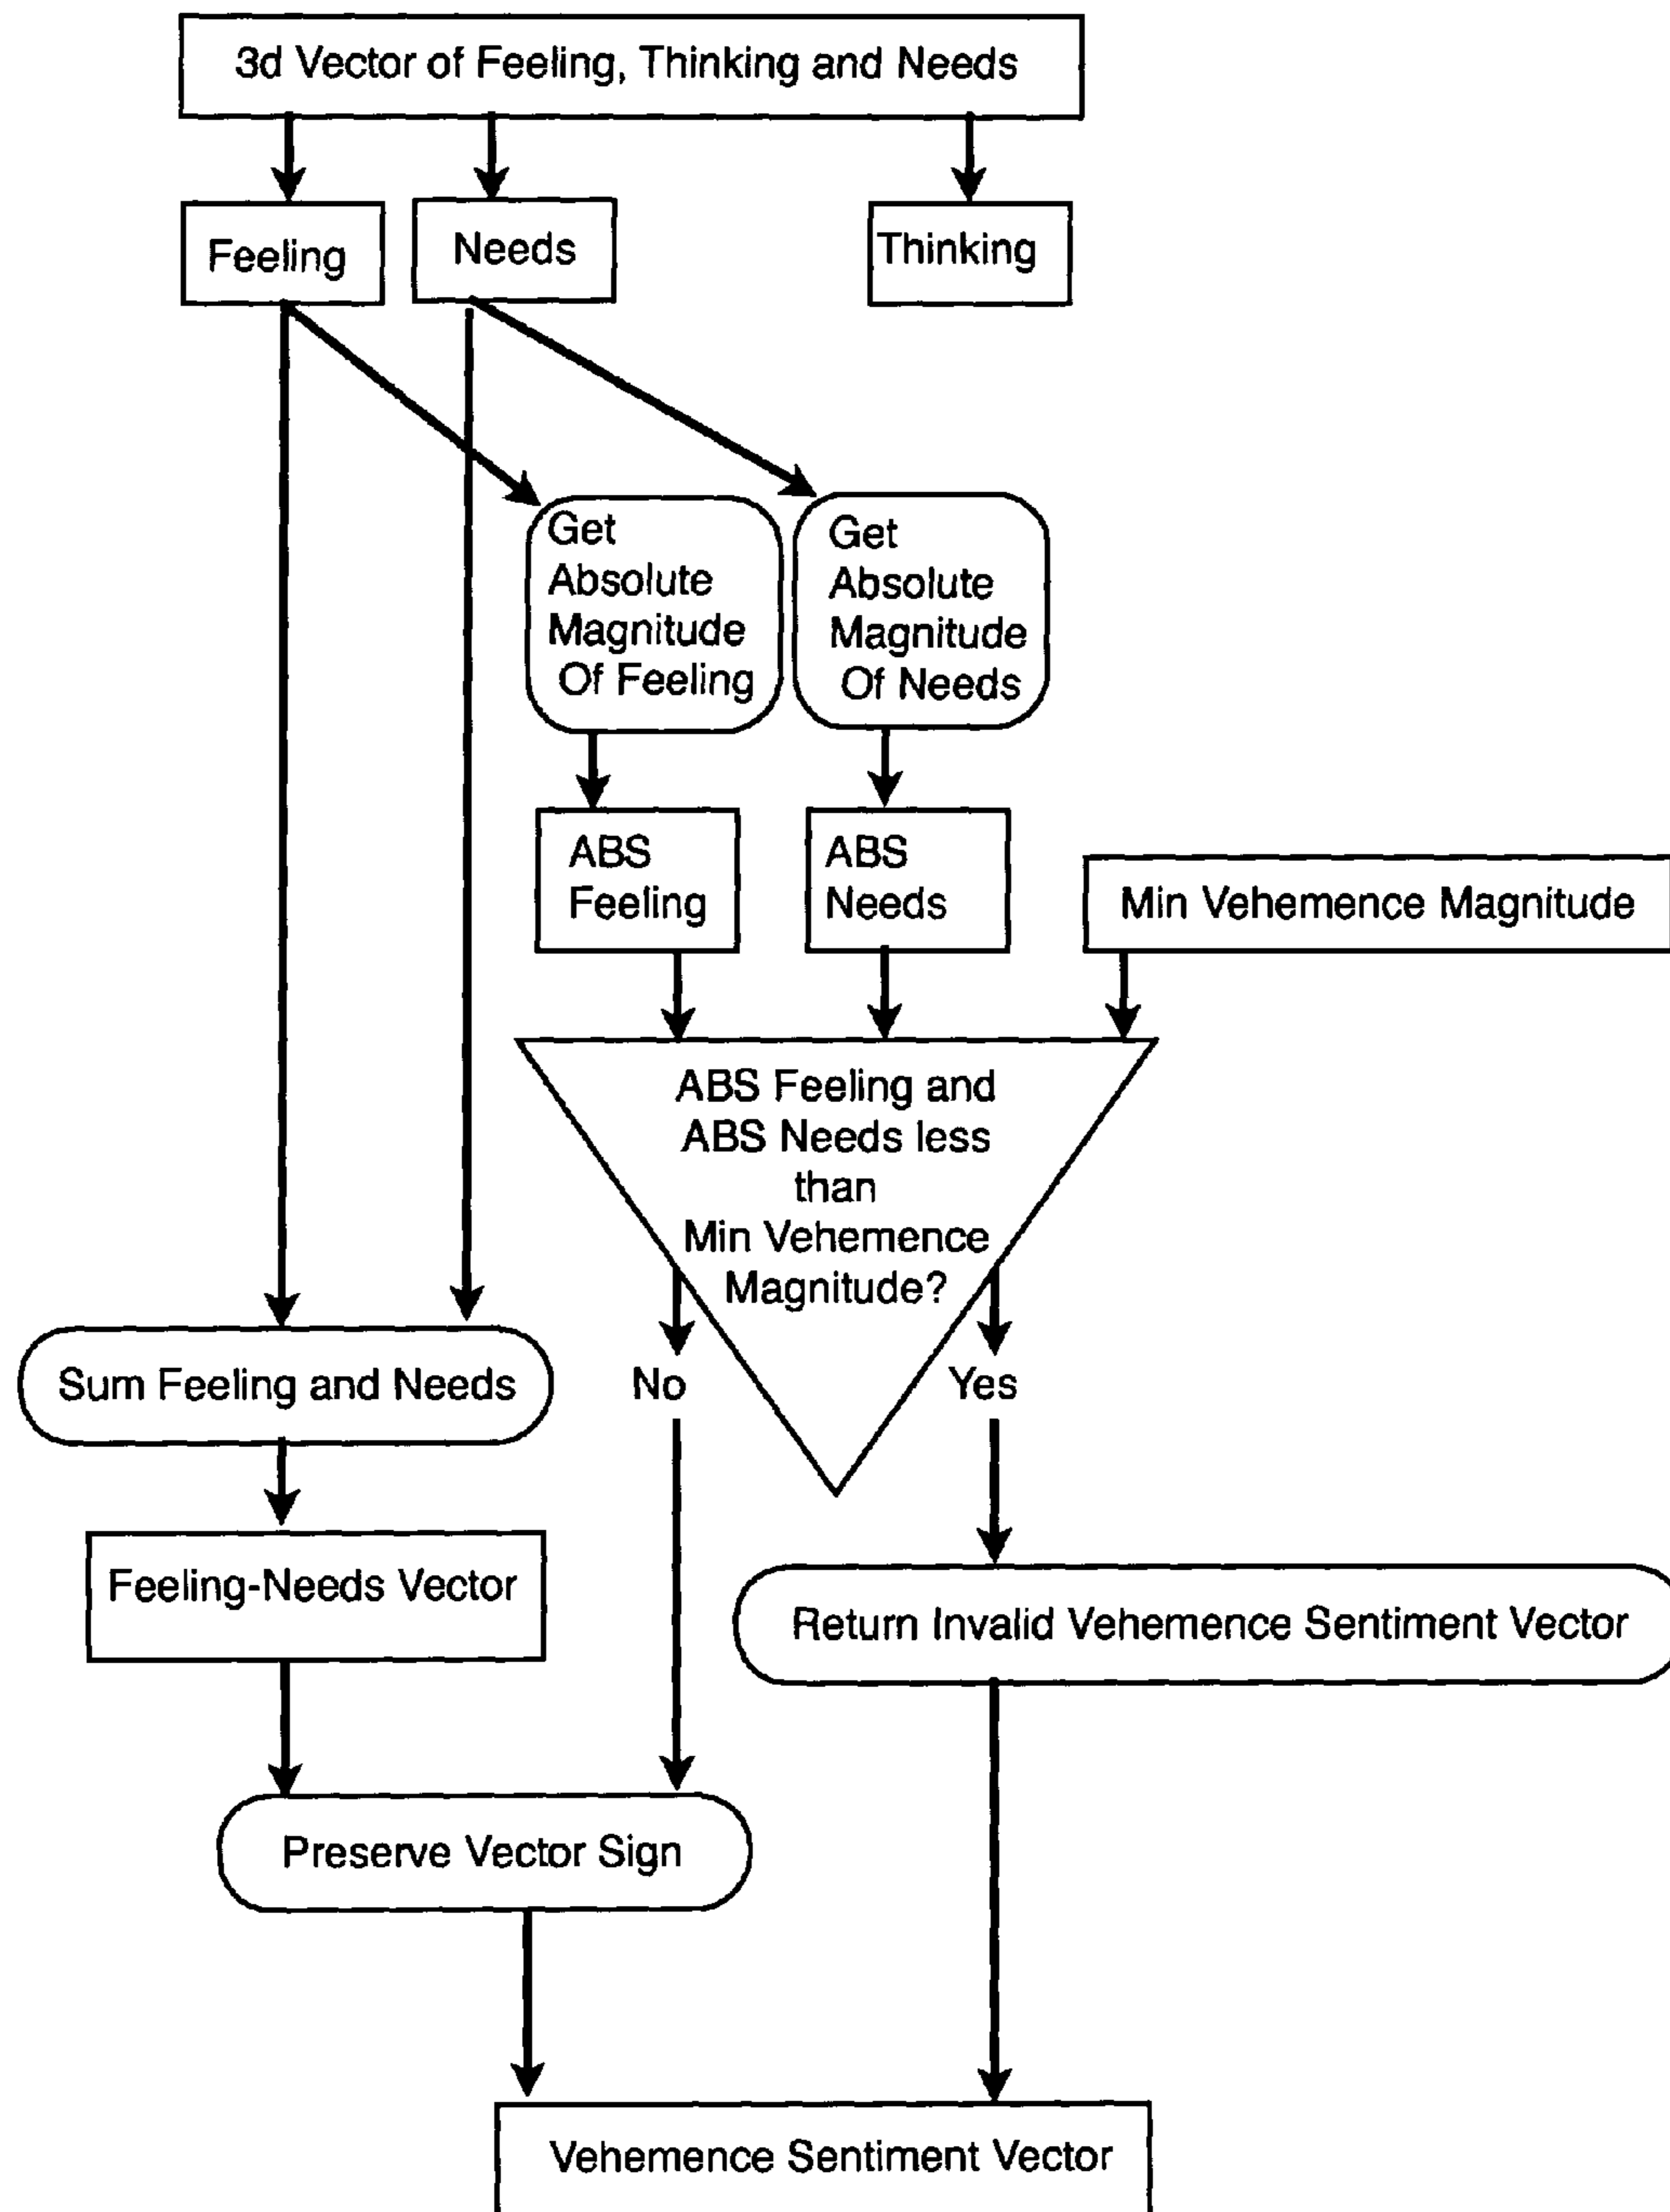 3d Vector of Feeling, Thinking and Needs
Feeling
Needs
Thinking
Get
Absolute
Magnitude
Of Feeling
Get
Absolute
Magnitude
Of Needs
ABS
Feeling
ABS
Needs
Min Vehemence Magnitude
ABS Feeling and
ABS Needs less
than
Min Vehemence
Magnitude?
Sum Feeling and Needs
No
Yes
Feeling-Needs Vector
Return Invalid Vehemence Sentiment Vector
Preserve Vector Sign
Vehemence Sentiment Vector